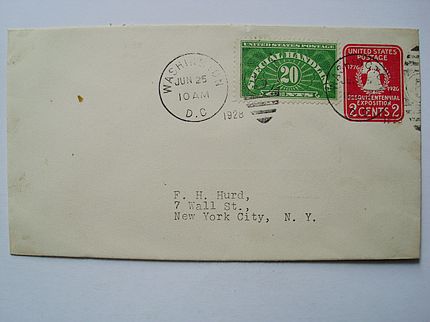 WASHINGTON
JUN 25
10 AM
D.C.
1928
UNITED STATES POSTAGE
SPECIAL HANDLING
20
CENTS
UNITED STATES
POSTAGE
1776
1926
SESQUICENTENNIAL
EXPOSITION
2 CENTS 2
F. H. Hurd,
7 Wall St.,
New York City, N. Y.